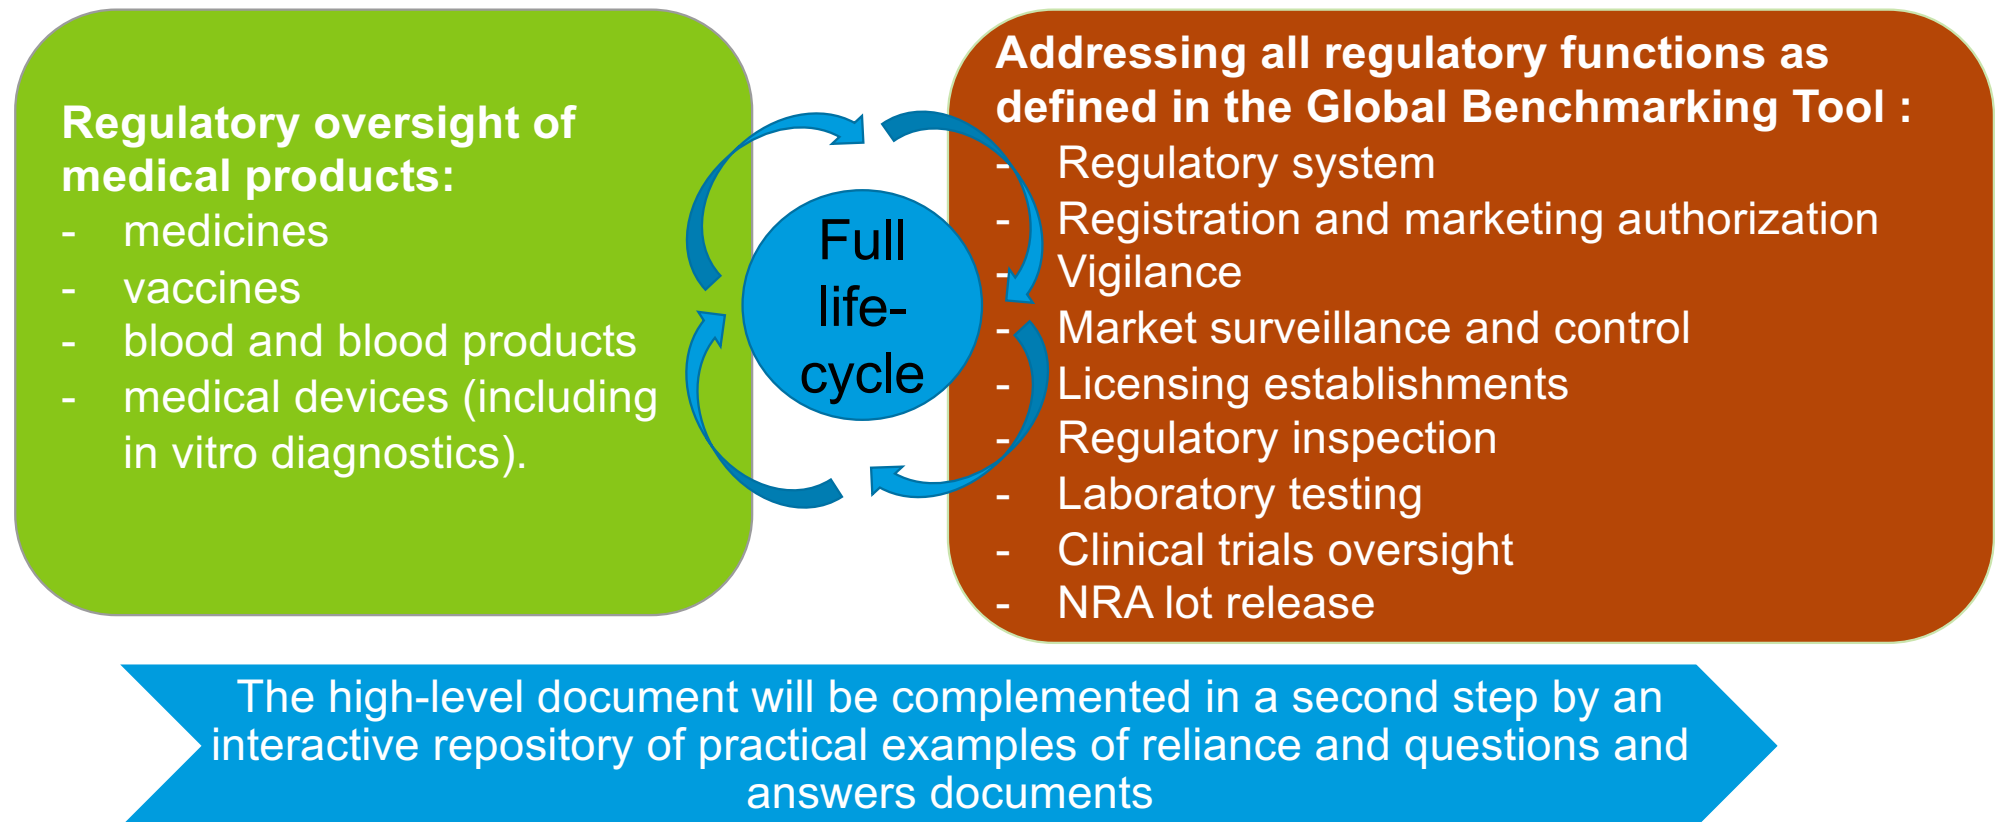 Regulatory oversight of
medical products:
- medicines
- vaccines
- blood and blood products
- medical devices (including
in vitro diagnostics).
Full
life-
cycle
Addressing all regulatory functions as
defined in the Global Benchmarking Tool :
- Regulatory system
- Registration and marketing authorization
- Vigilance
- Market surveillance and control
- Licensing establishments
- Regulatory inspection
- Laboratory testing
- Clinical trials oversight
- NRA lot release
The high-level document will be complemented in a second step by an
interactive repository of practical examples of reliance and questions and
answers documents